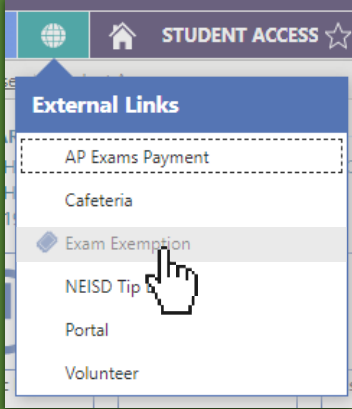 STUDENT ACCESS
External Links
AP Exams Payment
Cafeteria
Exam Exemption
NEISD Tip
Portal
Volunteer